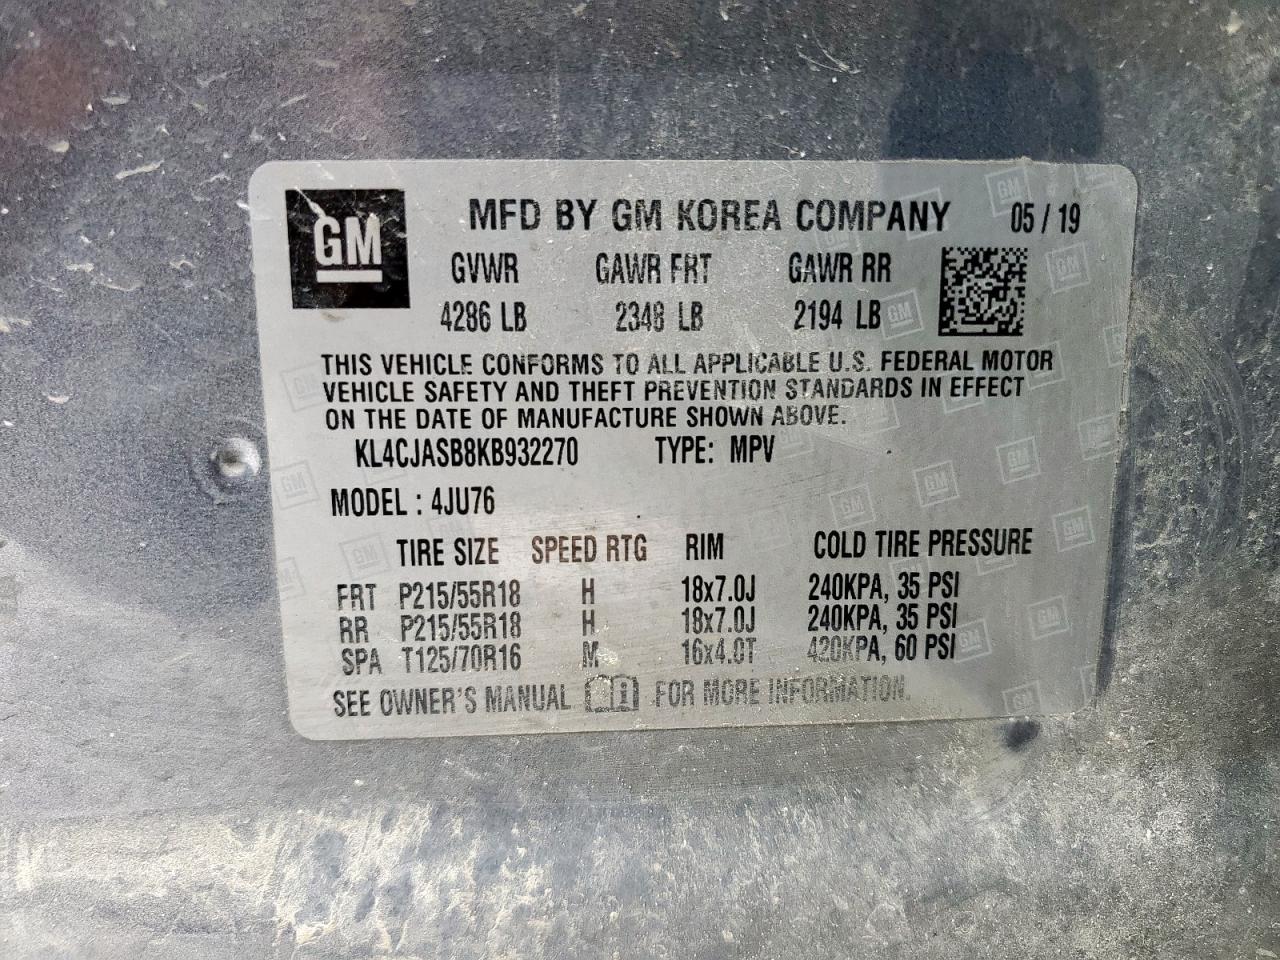 GM
MFD BY GM KOREA COMPANY 05 / 19
GVWR GAWR FRT GAWR RR
4286 LB 2348 LB 2194 LB
THIS VEHICLE CONFORMS TO ALL APPLICABLE U.S. FEDERAL MOTOR
VEHICLE SAFETY AND THEFT PREVENTION STANDARDS IN EFFECT
ON THE DATE OF MANUFACTURE SHOWN ABOVE.
KL4CJASB8KB932270 TYPE: MPV
MODEL : 4JU76
TIRE SIZE SPEED RTG RIM COLD TIRE PRESSURE
FRT P215/55R18 H 18x7.0J 240KPA, 35 PSI
RR P215/55R18 H 18x7.0J 240KPA, 35 PSI
SPA T125/70R16 M 16x4.0T 420KPA, 60 PSI
SEE OWNER'S MANUAL FOR MORE INFORMATION.